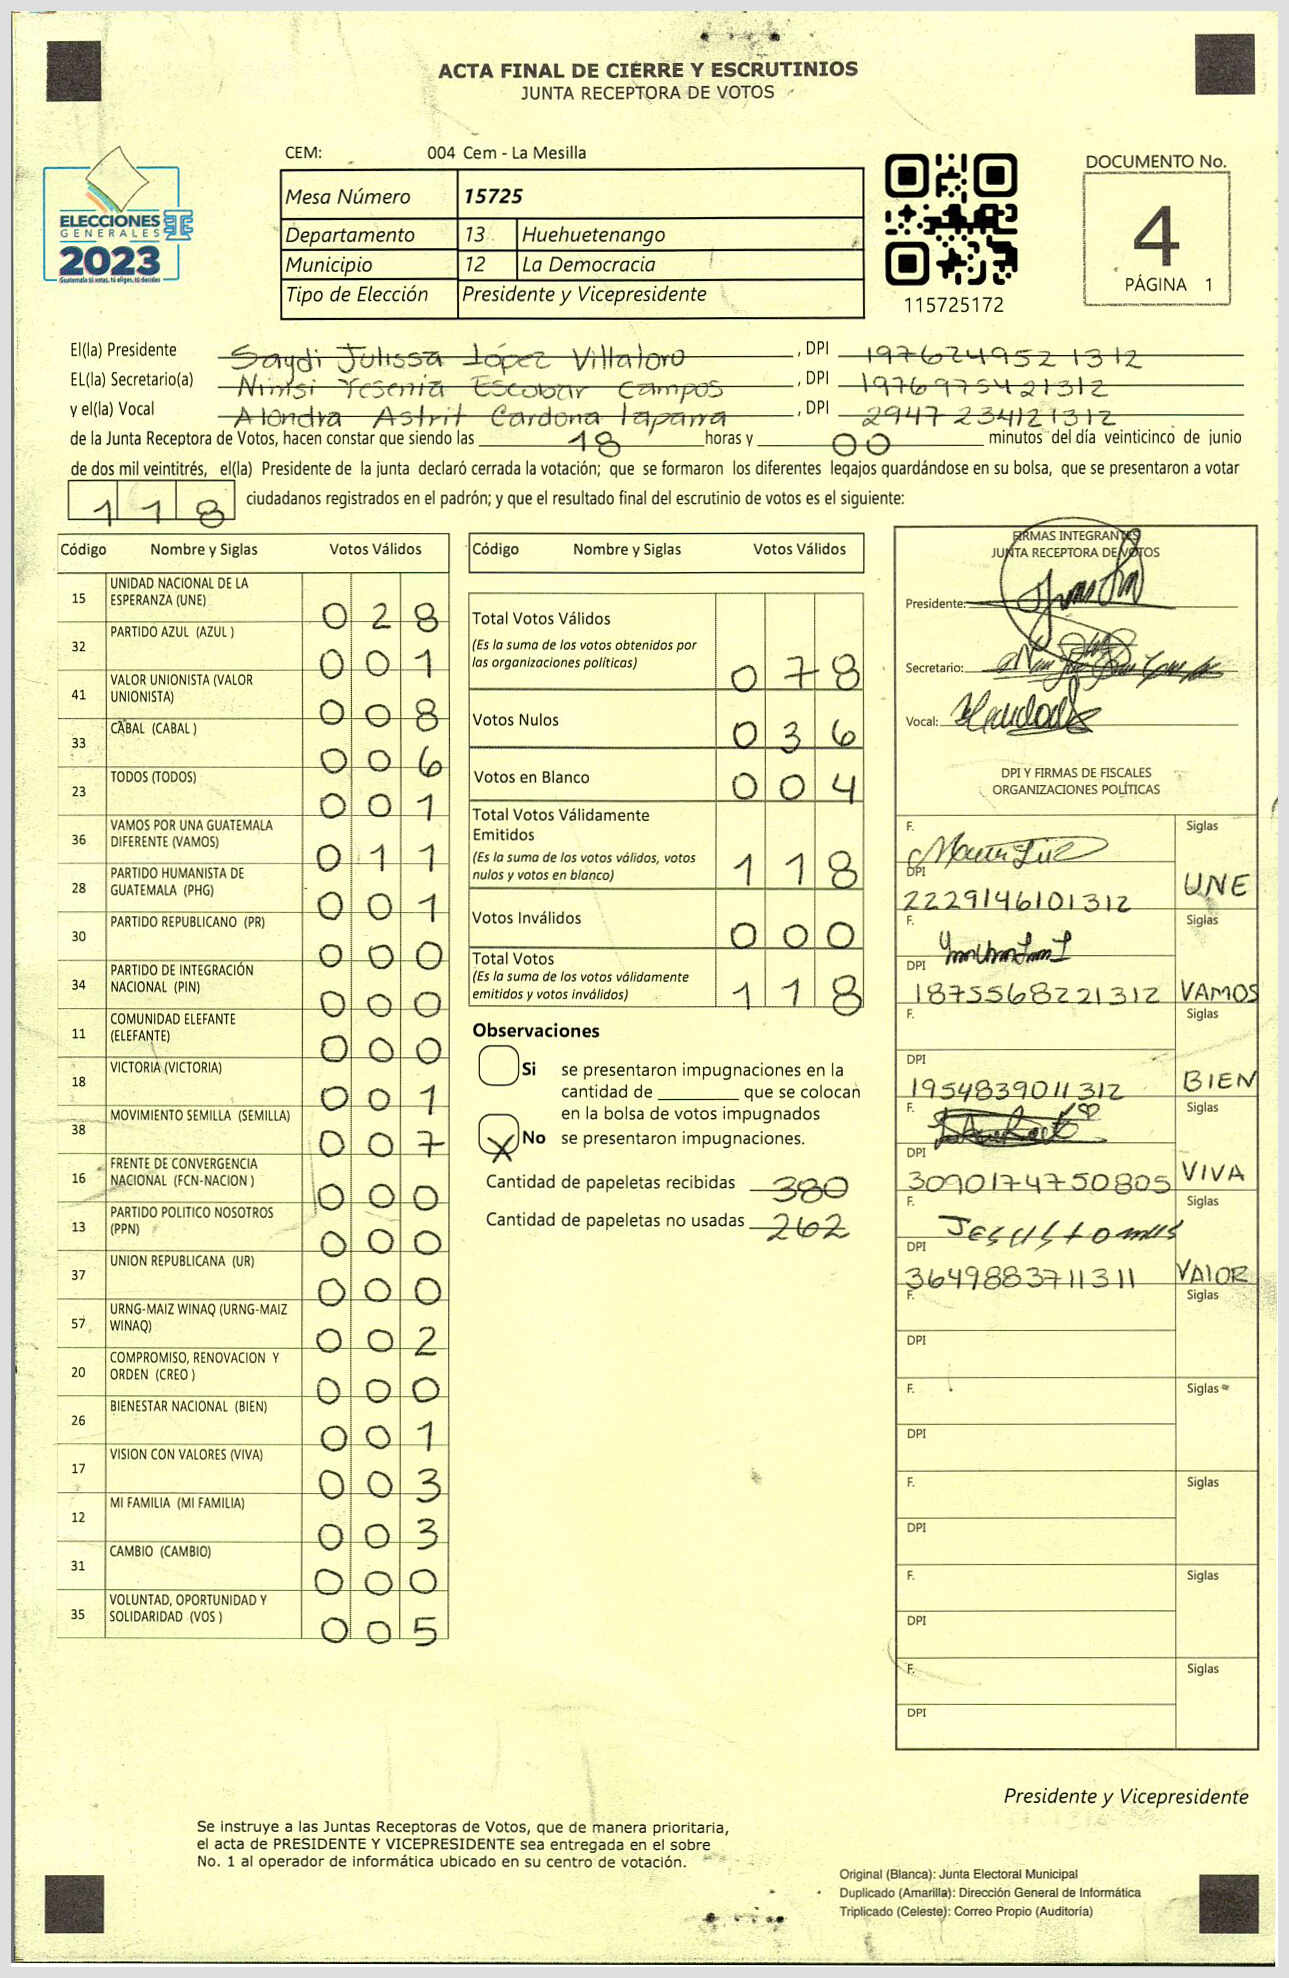 ACTA FINAL DE CIERRE Y ESCRUTINIOS
JUNTA RECEPTORA DE VOTOS
CEM: 004 Cem - La Mesilla
DOCUMENTO No.
4
PÁGINA 1
ELECCIONES
GENERALES
2023
Guatemala tú votas, tú eliges, tú decides
Mesa Número 15725
Departamento 13 Huehuetenango
Municipio 12 La Democracia
Tipo de Elección Presidente y Vicepresidente
115725172
El(la) Presidente Saydi Julissa López Villatoro , DPI 1976249521312
EL(la) Secretario(a) Nimsi Yesenia Escobar Campos , DPI 1976975421312
y el(la) Vocal Alondra Astrit Cardona Taparra , DPI 2947234121312
de la Junta Receptora de Votos, hacen constar que siendo las 18 horas y 00 minutos del día veinticinco de junio
de dos mil veintitrés, el(la) Presidente de la junta declaró cerrada la votación; que se formaron los diferentes legajos guardándose en su bolsa, que se presentaron a votar
118 ciudadanos registrados en el padrón; y que el resultado final del escrutinio de votos es el siguiente:
Código Nombre y Siglas Votos Válidos
15 UNIDAD NACIONAL DE LA
ESPERANZA (UNE) 028
32 PARTIDO AZUL (AZUL ) 001
41 VALOR UNIONISTA (VALOR
UNIONISTA) 008
33 CABAL (CABAL ) 006
23 TODOS (TODOS) 001
36 VAMOS POR UNA GUATEMALA
DIFERENTE (VAMOS) 011
28 PARTIDO HUMANISTA DE
GUATEMALA (PHG) 001
30 PARTIDO REPUBLICANO (PR) 000
34 PARTIDO DE INTEGRACIÓN
NACIONAL (PIN) 000
11 COMUNIDAD ELEFANTE
(ELEFANTE) 000
18 VICTORIA (VICTORIA) 001
38 MOVIMIENTO SEMILLA (SEMILLA) 007
16 FRENTE DE CONVERGENCIA
NACIONAL (FCN-NACION ) 000
13 PARTIDO POLITICO NOSOTROS
(PPN) 000
37 UNION REPUBLICANA (UR) 000
57 URNG-MAIZ WINAQ (URNG-MAIZ
WINAQ) 002
20 COMPROMISO, RENOVACION Y
ORDEN (CREO ) 000
26 BIENESTAR NACIONAL (BIEN) 001
17 VISION CON VALORES (VIVA) 003
12 MI FAMILIA (MI FAMILIA) 003
31 CAMBIO (CAMBIO) 000
35 VOLUNTAD, OPORTUNIDAD Y
SOLIDARIDAD (VOS ) 005
Código Nombre y Siglas Votos Válidos
Total Votos Válidos
(Es la suma de los votos obtenidos por
las organizaciones políticas) 078
Votos Nulos 036
Votos en Blanco 004
Total Votos Válidamente
Emitidos
(Es la suma de los votos válidos, votos
nulos y votos en blanco) 118
Votos Inválidos 000
Total Votos
(Es la suma de los votos válidamente
emitidos y votos inválidos) 118
Observaciones
Si se presentaron impugnaciones en la
cantidad de ________ que se colocan
en la bolsa de votos impugnados
X No se presentaron impugnaciones.
Cantidad de papeletas recibidas 380
Cantidad de papeletas no usadas 262
FIRMAS INTEGRANTES
JUNTA RECEPTORA DE VOTOS
Presidente:
Secretario:
Vocal:
DPI Y FIRMAS DE FISCALES
ORGANIZACIONES POLÍTICAS
F. Siglas
DPI
2229146101312 UNE
F. Siglas
DPI
1875568221312 VAMOS
F. Siglas
DPI
1954839011312 BIEN
F. Siglas
DPI
3090174750805 VIVA
F. Jesus tomus Siglas
DPI
3649883711311 VALOR
F. Siglas
DPI
F. Siglas
DPI
F. Siglas
DPI
F. Siglas
DPI
F. Siglas
DPI
Presidente y Vicepresidente
Se instruye a las Juntas Receptoras de Votos, que de manera prioritaria,
el acta de PRESIDENTE Y VICEPRESIDENTE sea entregada en el sobre
No. 1 al operador de informática ubicado en su centro de votación.
Original (Blanca): Junta Electoral Municipal
Duplicado (Amarilla): Dirección General de Informática
Triplicado (Celeste): Correo Propio (Auditoría)